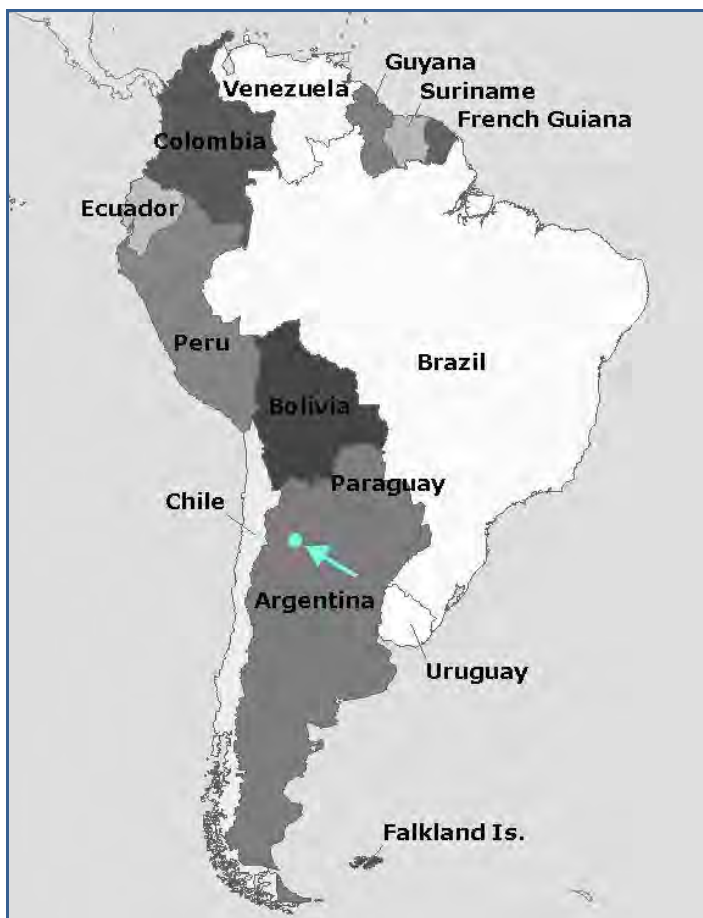 Guyana
Venezuela
Suriname
French Guiana
Colombia
Ecuador
Peru
Brazil
Bolivia
Paraguay
Chile
Argentina
Uruguay
Falkland Is.